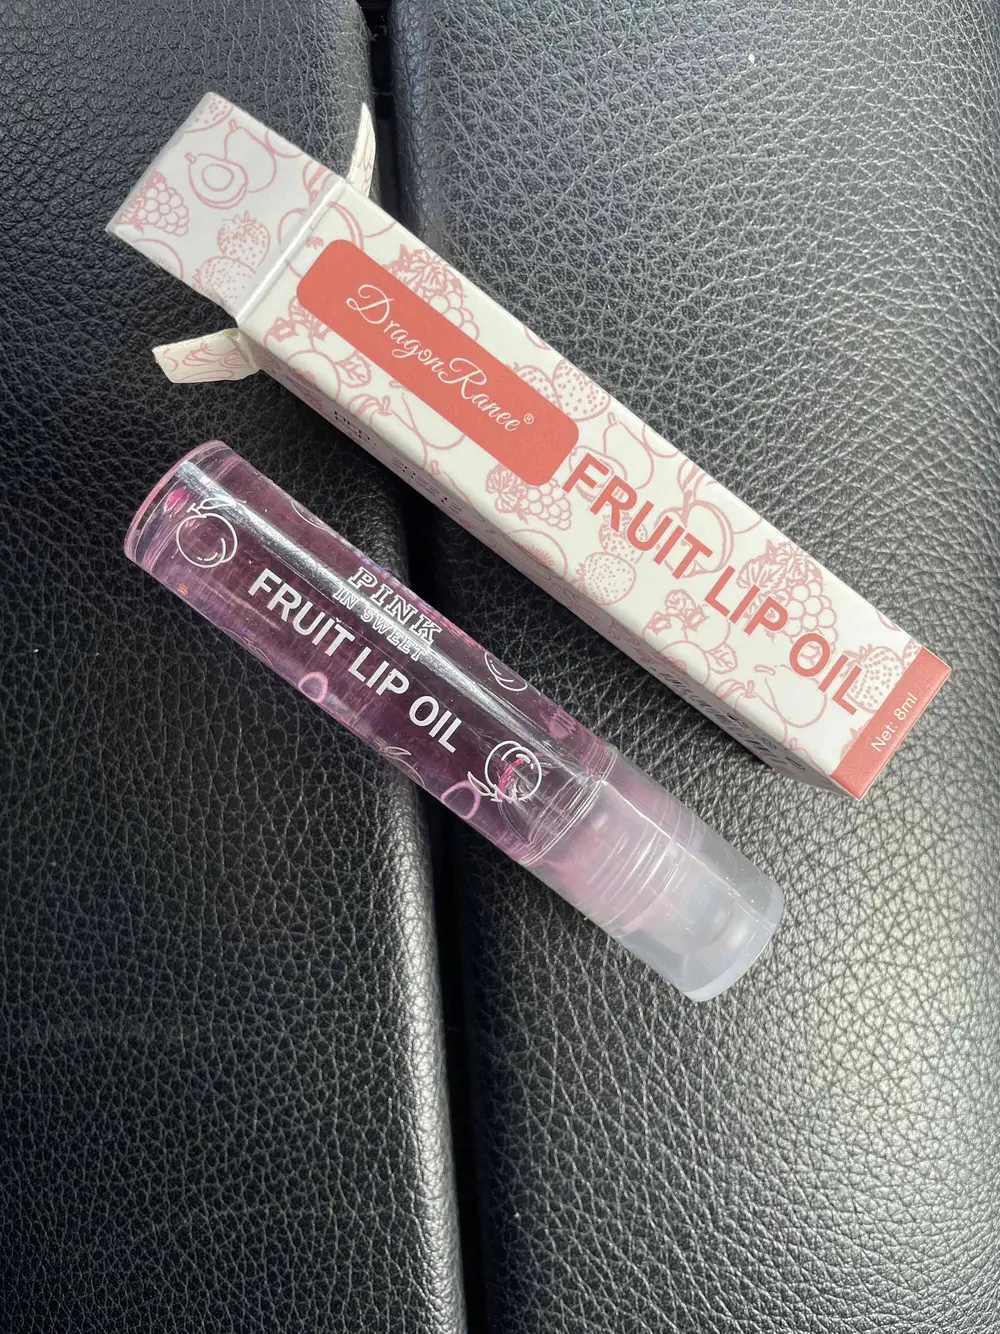 DragonRanee®
FRUIT LIP OIL
Net: 8ml
PINK
IN SWEET
FRUIT LIP OIL